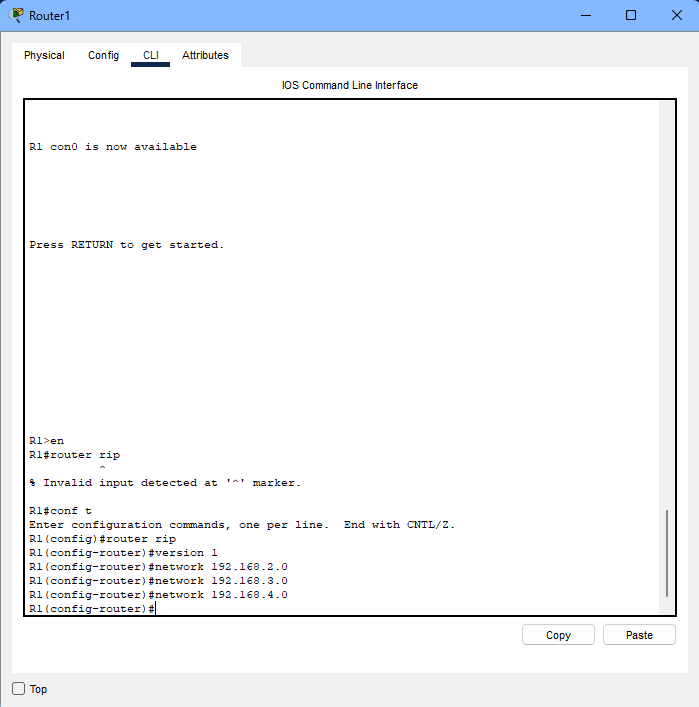 Router1
Physical Config CLI Attributes
IOS Command Line Interface
R1 con0 is now available
Press RETURN to get started.
R1>en
R1#router rip
^
% Invalid input detected at '^' marker.
R1#conf t
Enter configuration commands, one per line.  End with CNTL/Z.
R1(config)#router rip
R1(config-router)#version 1
R1(config-router)#network 192.168.2.0
R1(config-router)#network 192.168.3.0
R1(config-router)#network 192.168.4.0
R1(config-router)#
Copy Paste
Top